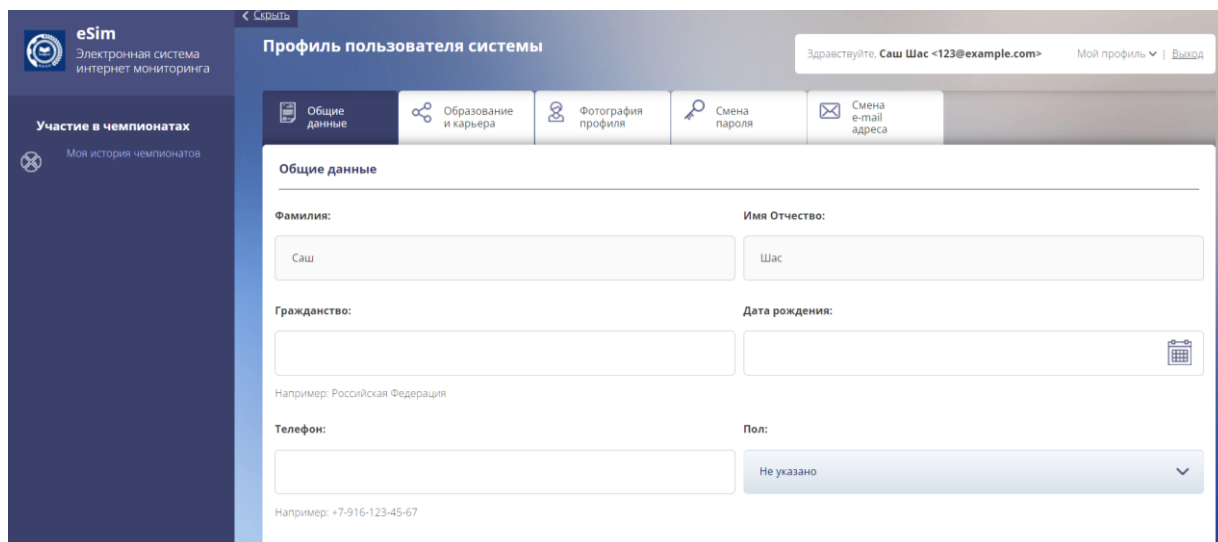 Скрыть
eSim
Электронная система
интернет мониторинга
Профиль пользователя системы
Здравствуйте, Саш Шас <123@example.com>
Мой профиль | Выход
Участие в чемпионатах
Моя история чемпионатов
Общие
данные
Образование
и карьера
Фотография
профиля
Смена
пароля
Смена
e-mail
адреса
Общие данные
Фамилия:
Имя Отчество:
Саш
Шас
Гражданство:
Дата рождения:
Например: Российская Федерация
Телефон:
Пол:
Не указано
Например: +7-916-123-45-67